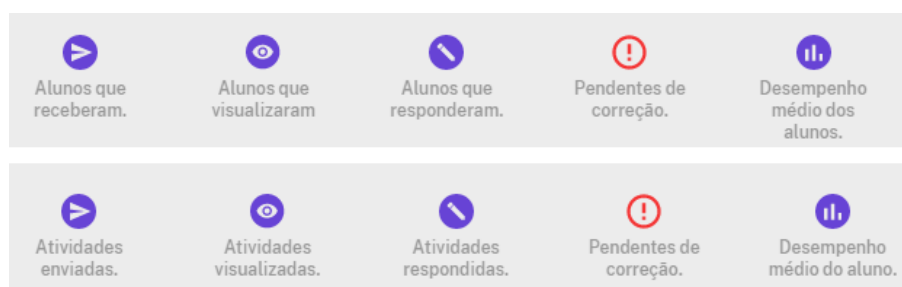 Alunos que
receberam.
Alunos que
visualizaram
Alunos que
responderam.
Pendentes de
correção.
Desempenho
médio dos
alunos.
Atividades
enviadas.
Atividades
visualizadas.
Atividades
respondidas.
Pendentes de
correção.
Desempenho
médio do aluno.